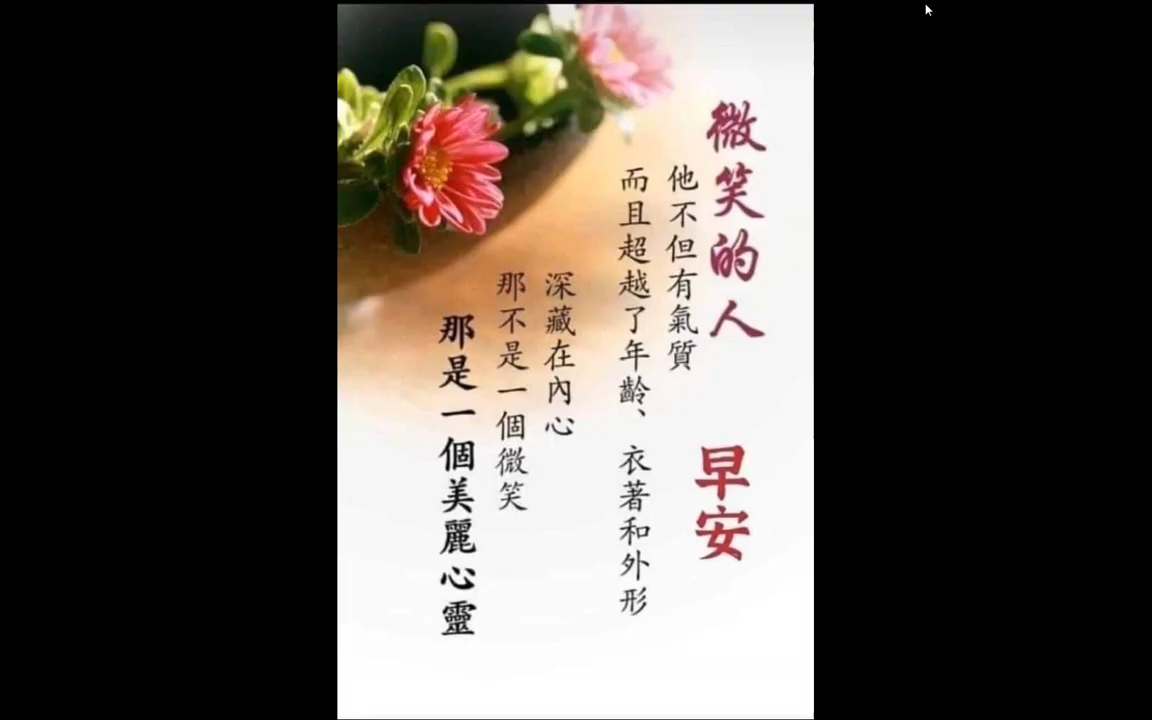 微笑的人
早安
他不但有氣質
而且超越了年齡、衣著和外形
深藏在內心
那不是一個微笑
那是一個美麗心靈